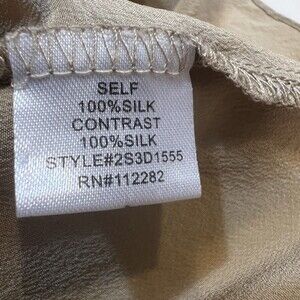 SELF
100%SILK
CONTRAST
100%SILK
STYLE#2S3D1555
RN#112282